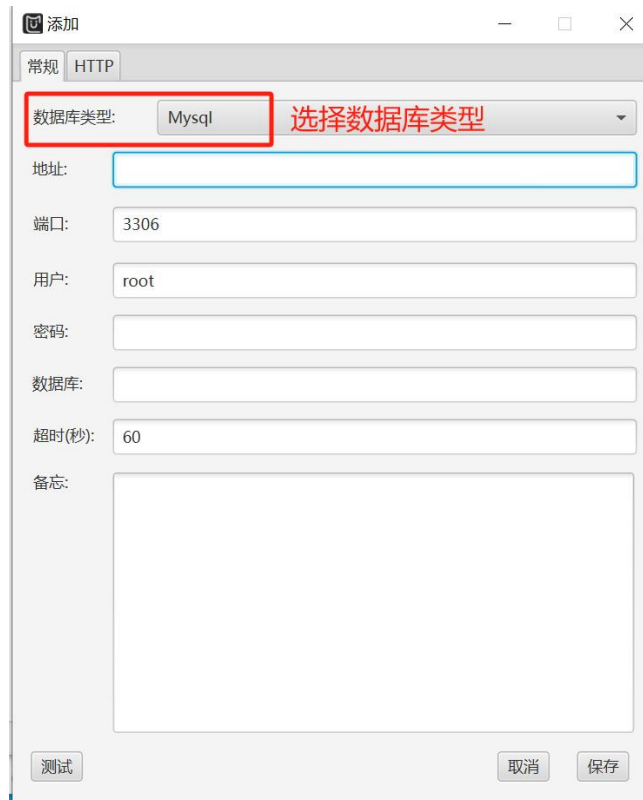 添加
常规 HTTP
数据库类型: Mysql 选择数据库类型
地址:
端口: 3306
用户: root
密码:
数据库:
超时(秒): 60
备忘:
测试 取消 保存